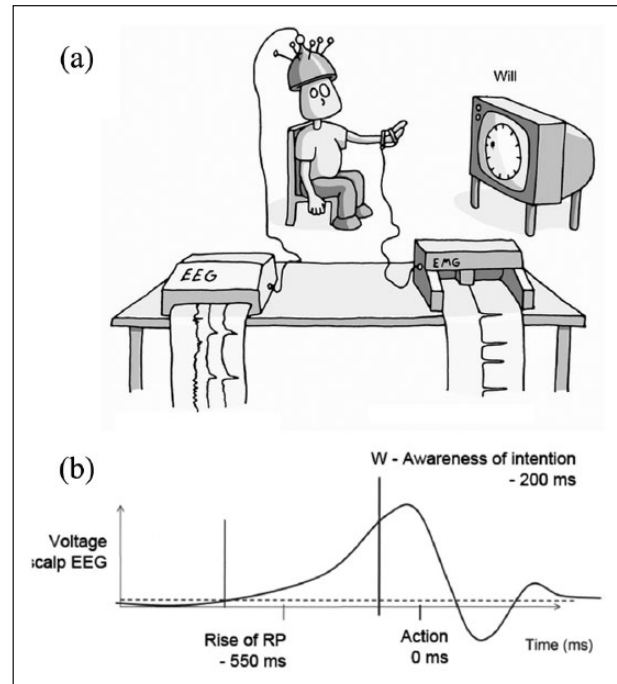 (a)
Will
EEG
EMG
(b)
W - Awareness of intention
- 200 ms
Voltage
scalp EEG
Rise of RP
- 550 ms
Action
0 ms
Time (ms)